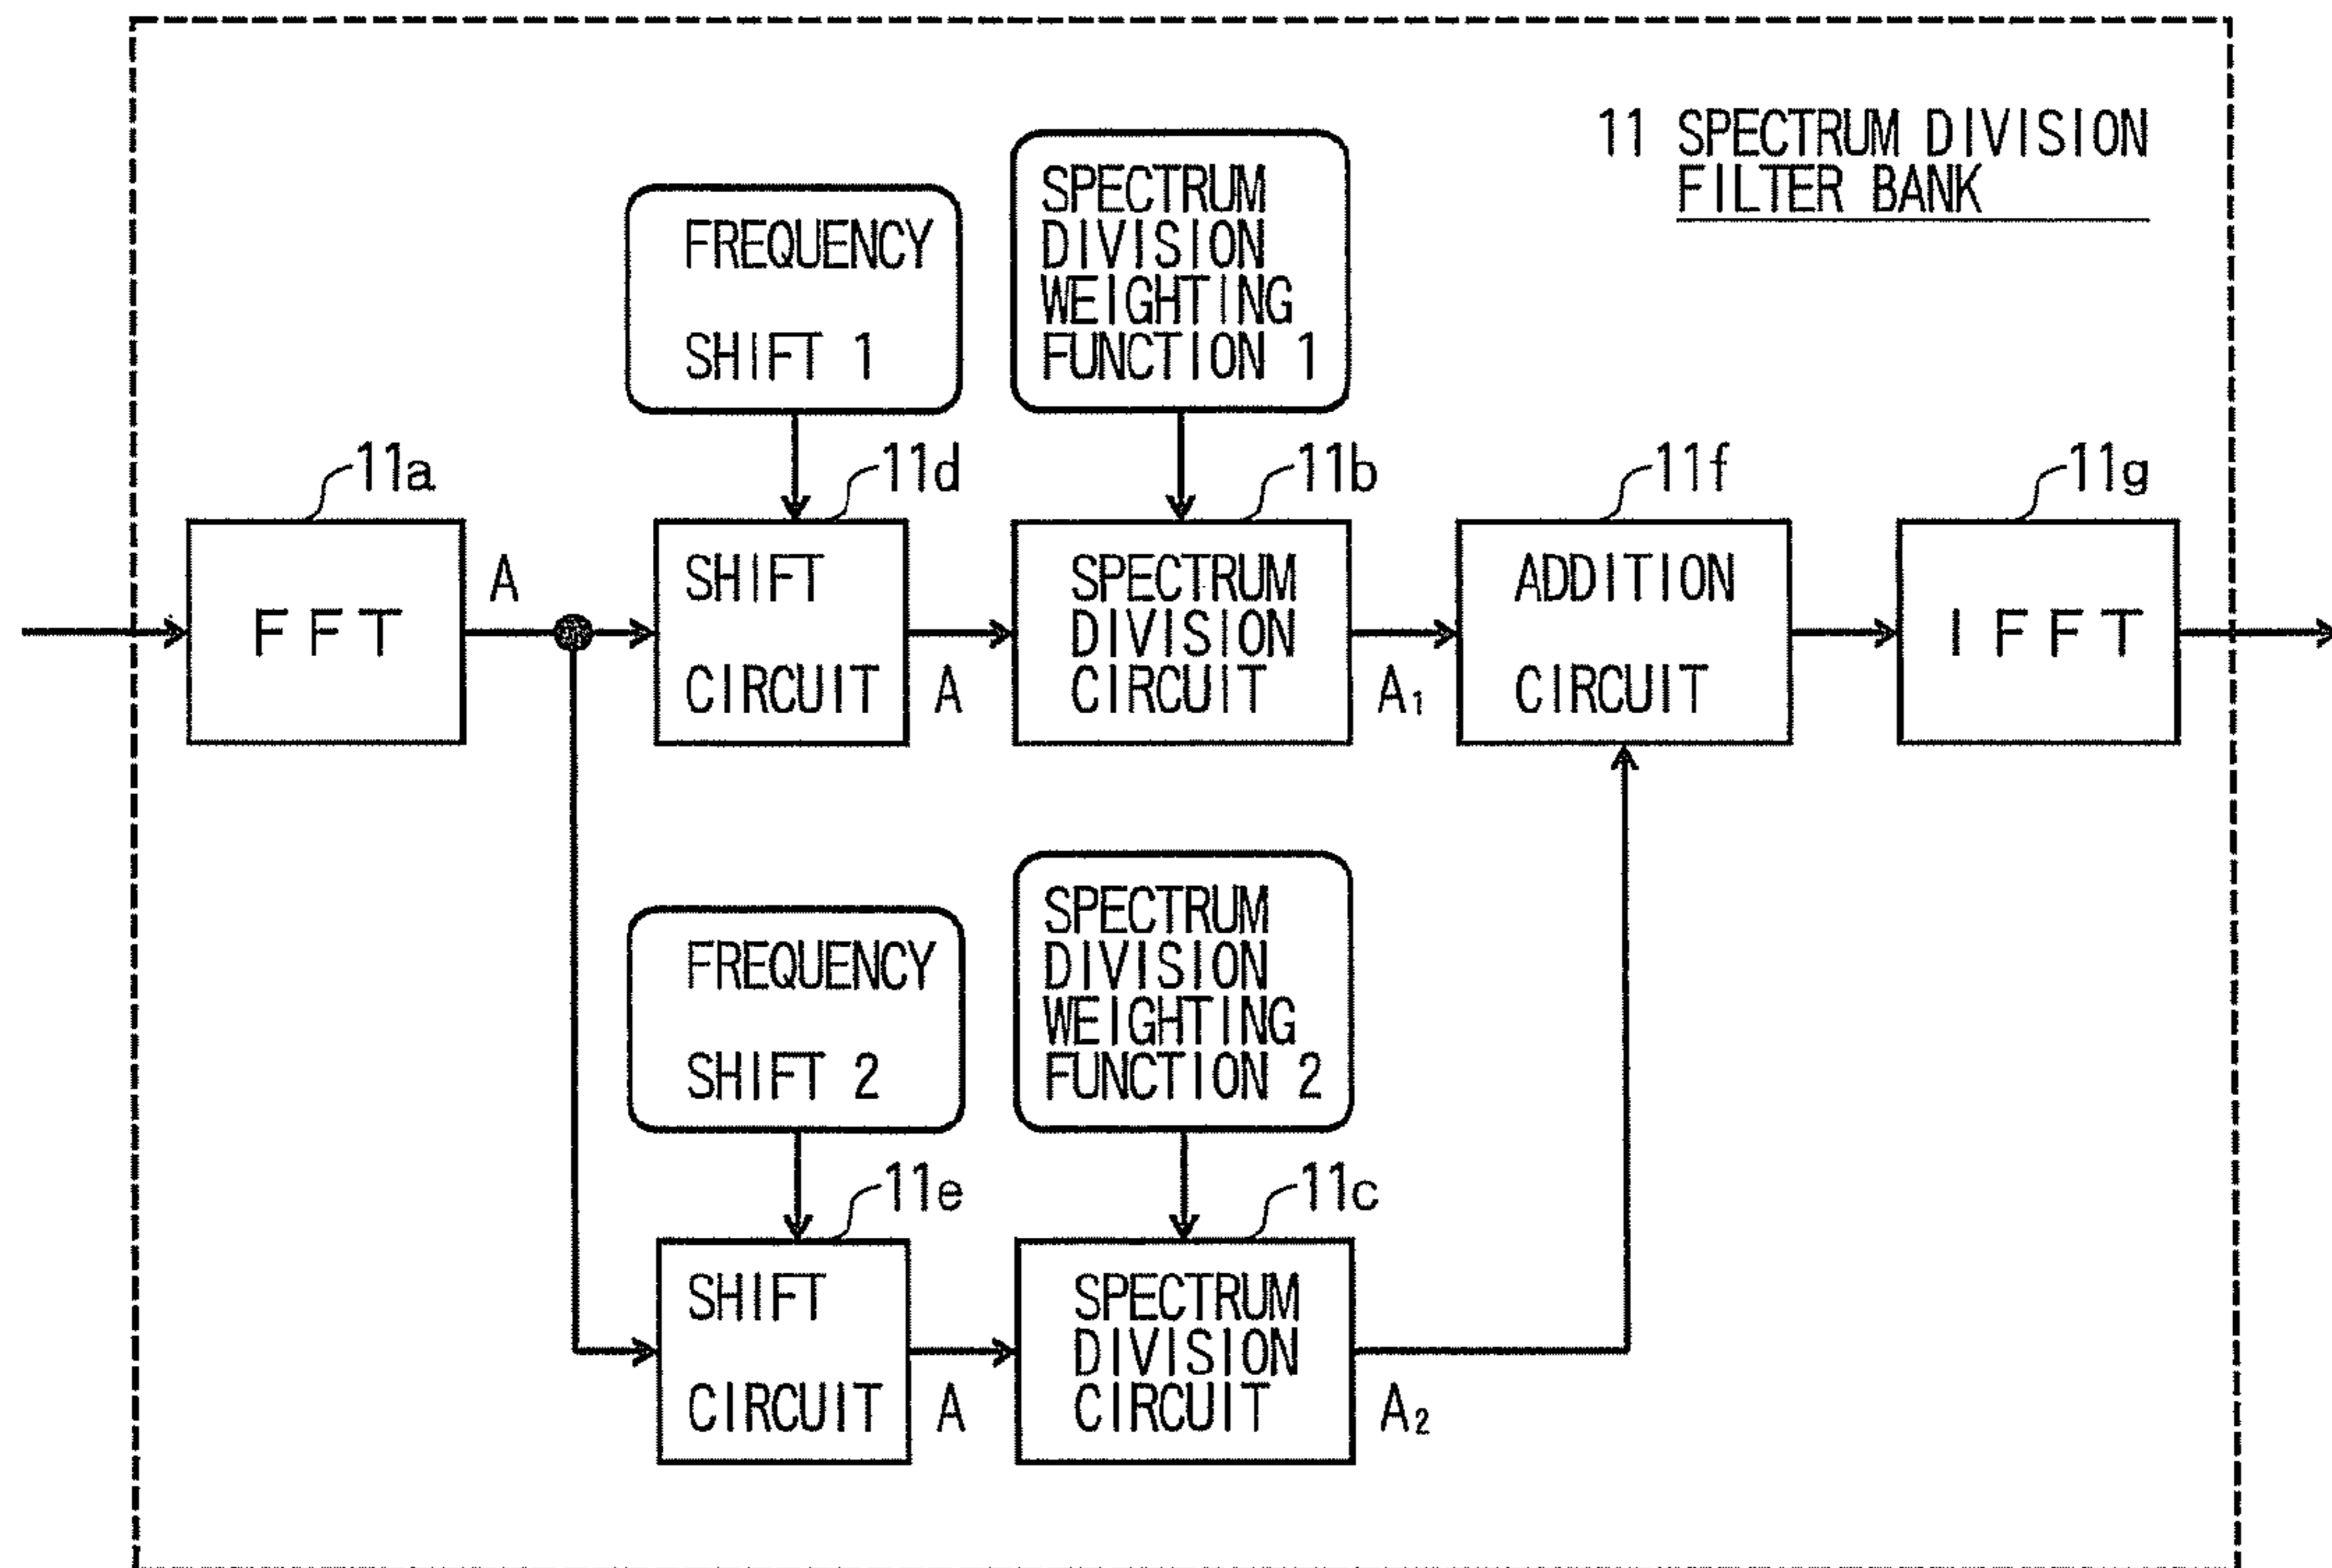 11 SPECTRUM DIVISION
FILTER BANK
FREQUENCY
SHIFT 1
SPECTRUM
DIVISION
WEIGHTING
FUNCTION 1
11a
11d
11b
11f
11g
FFT
A
SHIFT
CIRCUIT
A
SPECTRUM
DIVISION
CIRCUIT
A₁
ADDITION
CIRCUIT
IFFT
FREQUENCY
SHIFT 2
SPECTRUM
DIVISION
WEIGHTING
FUNCTION 2
11e
11c
SHIFT
CIRCUIT
A
SPECTRUM
DIVISION
CIRCUIT
A₂